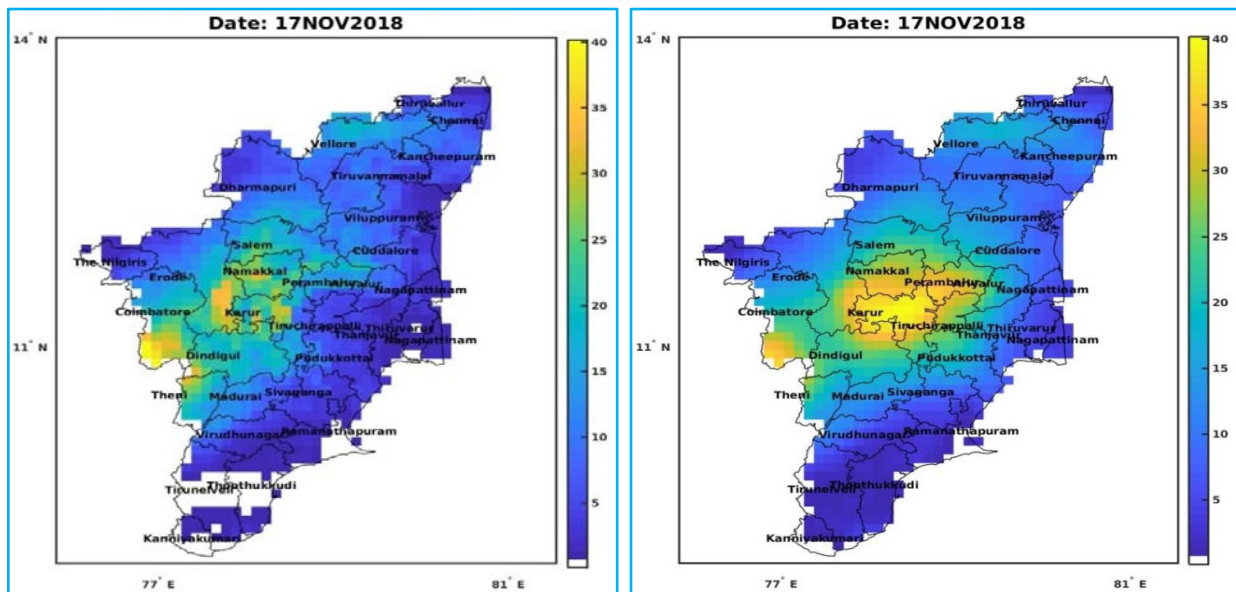 Date: 17NOV2018
14° N
40
35
30
25
20
15
10
5
11° N
77° E
81° E
Thiruvallur
Chennai
Vellore
Kancheepuram
Tiruvannamalai
Dharmapuri
Viluppuram
Salem
Cuddalore
The Nilgiris
Namakkal
Erode
Perambalur
Ariyalur
Nagapattinam
Coimbatore
Karur
Tiruchirappalli
Thiruvarur
Thanjavur
Nagapattinam
Dindigul
Pudukkottai
Theni
Madurai
Sivaganga
Virudhunagar
Ramanathapuram
Thoothukkudi
Tirunelveli
Kanniyakumari
Date: 17NOV2018
14° N
40
35
30
25
20
15
10
5
11° N
77° E
81° E
Thiruvallur
Chennai
Vellore
Kancheepuram
Tiruvannamalai
Dharmapuri
Viluppuram
Salem
Cuddalore
The Nilgiris
Namakkal
Erode
Perambalur
Ariyalur
Nagapattinam
Coimbatore
Karur
Tiruchirappalli
Thiruvarur
Thanjavur
Nagapattinam
Dindigul
Pudukkottai
Theni
Madurai
Sivaganga
Virudhunagar
Ramanathapuram
Thoothukkudi
Tirunelveli
Kanniyakumari